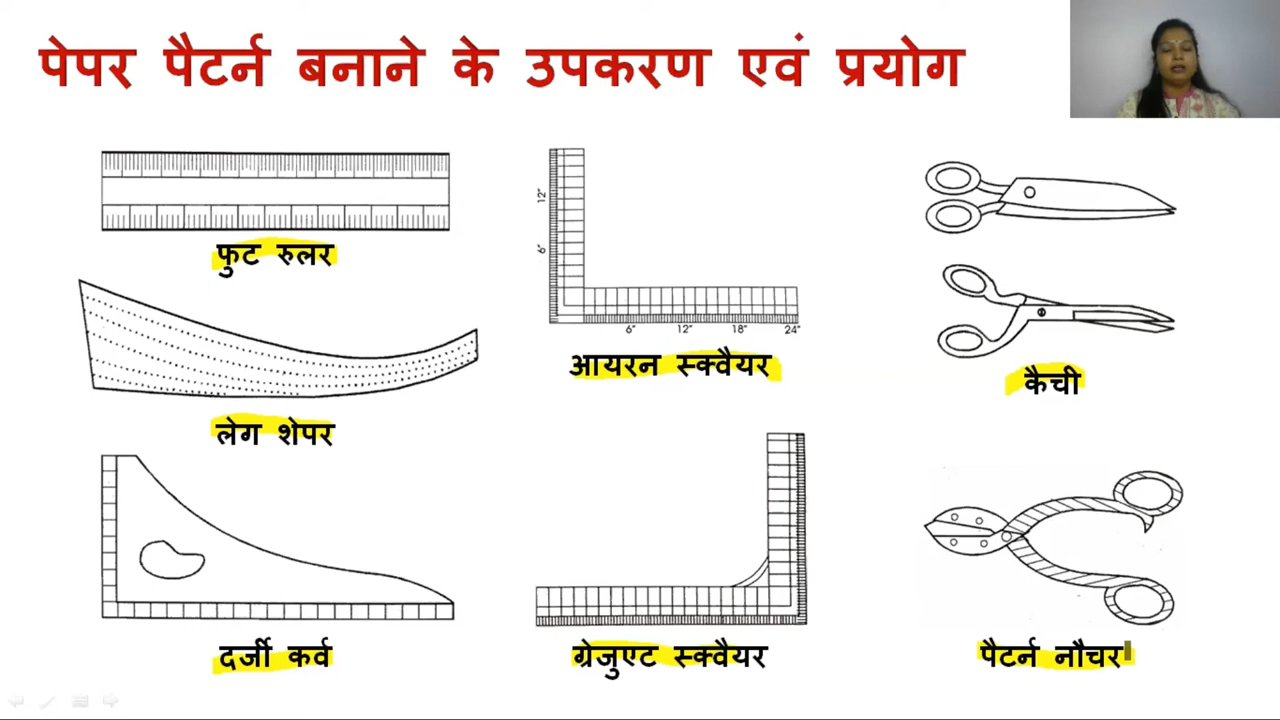 पेपर पैटर्न बनाने के उपकरण एवं प्रयोग
फुट रुलर
12"
6"
6" 12" 18" 24"
आयरन स्क्वैयर
कैची
लेग शेपर
दर्जी कर्व
ग्रेजुएट स्क्वैयर
पैटर्न नौचर